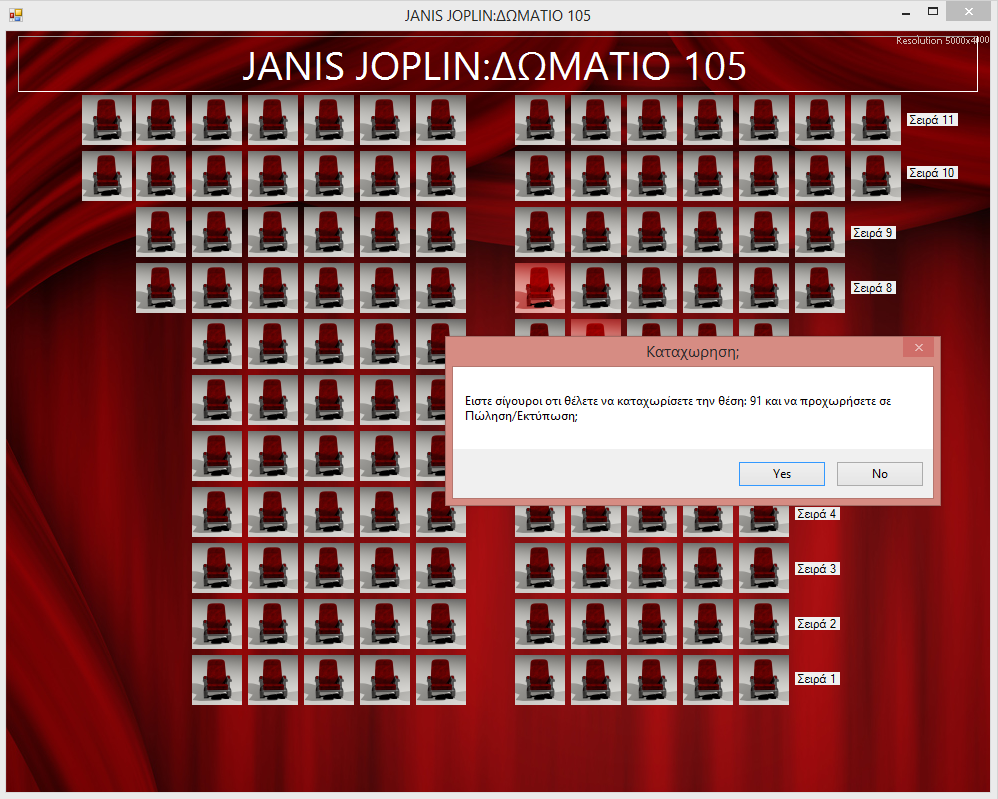 JANIS JOPLIN:ΔΩΜΑΤΙΟ 105
Resolution 5000x4000
JANIS JOPLIN:ΔΩΜΑΤΙΟ 105
Σειρά 11
Σειρά 10
Σειρά 9
Σειρά 8
Καταχωρηση;
Ειστε σίγουροι οτι θέλετε να καταχωρίσετε την θέση: 91 και να προχωρήσετε σε
Πώληση/Εκτύπωση;
Yes No
Σειρά 4
Σειρά 3
Σειρά 2
Σειρά 1